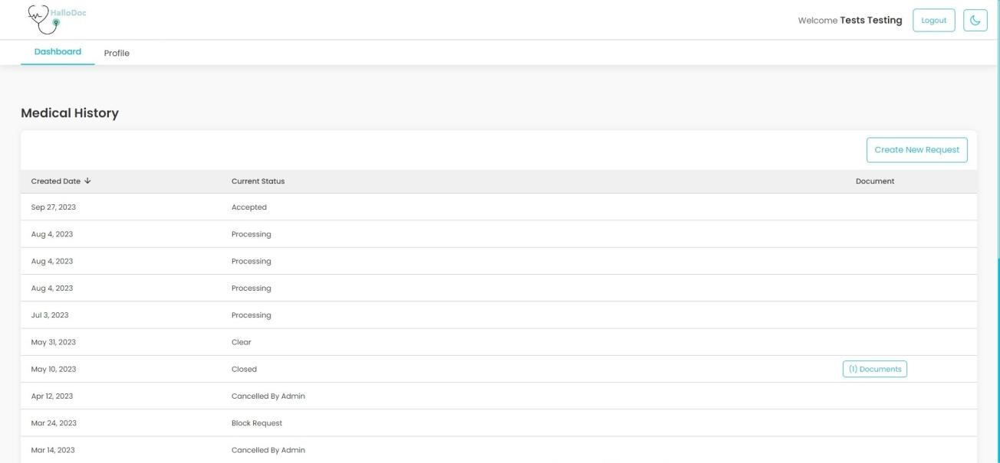 HalloDoc
Welcome Tests Testing Logout
Dashboard Profile
Medical History
Create New Request
Created Date Current Status Document
Sep 27, 2023 Accepted
Aug 4, 2023 Processing
Aug 4, 2023 Processing
Aug 4, 2023 Processing
Jul 3, 2023 Processing
May 31, 2023 Clear
May 10, 2023 Closed (1) Documents
Apr 12, 2023 Cancelled By Admin
Mar 24, 2023 Block Request
Mar 14, 2023 Cancelled By Admin